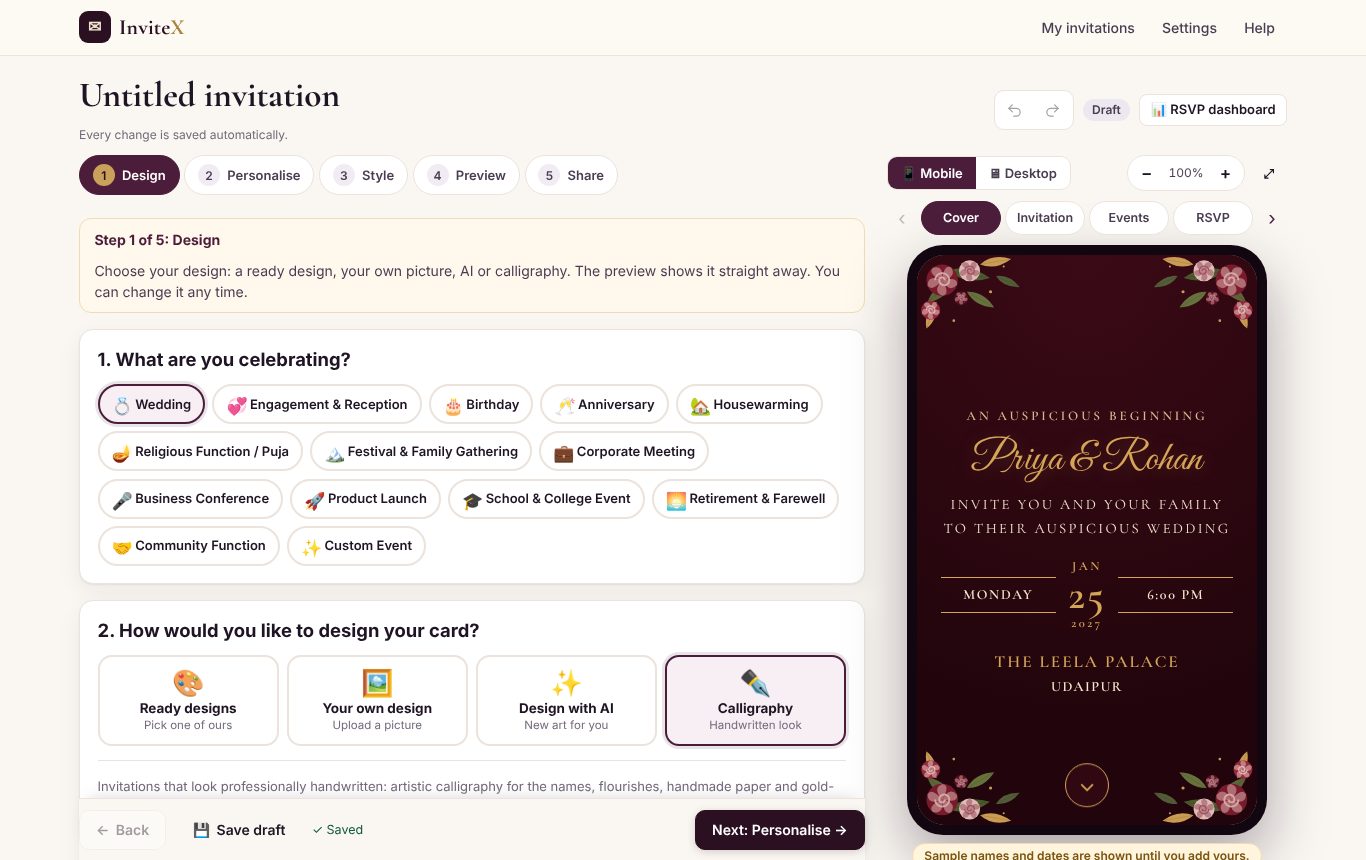 InviteX
My invitations
Settings
Help
Untitled invitation
Every change is saved automatically.
Draft
RSVP dashboard
1 Design
2 Personalise
3 Style
4 Preview
5 Share
Mobile
Desktop
− 100% +
Cover
Invitation
Events
RSVP
Step 1 of 5: Design
Choose your design: a ready design, your own picture, AI or calligraphy. The preview shows it straight away. You
can change it any time.
1. What are you celebrating?
Wedding
Engagement & Reception
Birthday
Anniversary
Housewarming
Religious Function / Puja
Festival & Family Gathering
Corporate Meeting
Business Conference
Product Launch
School & College Event
Retirement & Farewell
Community Function
Custom Event
2. How would you like to design your card?
Ready designs
Pick one of ours
Your own design
Upload a picture
Design with AI
New art for you
Calligraphy
Handwritten look
Invitations that look professionally handwritten: artistic calligraphy for the names, flourishes, handmade paper and gold-
← Back
Save draft
✓ Saved
Next: Personalise →
AN AUSPICIOUS BEGINNING
Priya & Rohan
INVITE YOU AND YOUR FAMILY
TO THEIR AUSPICIOUS WEDDING
JAN
MONDAY 25 6:00 PM
2027
THE LEELA PALACE
UDAIPUR
Sample names and dates are shown until you add yours.